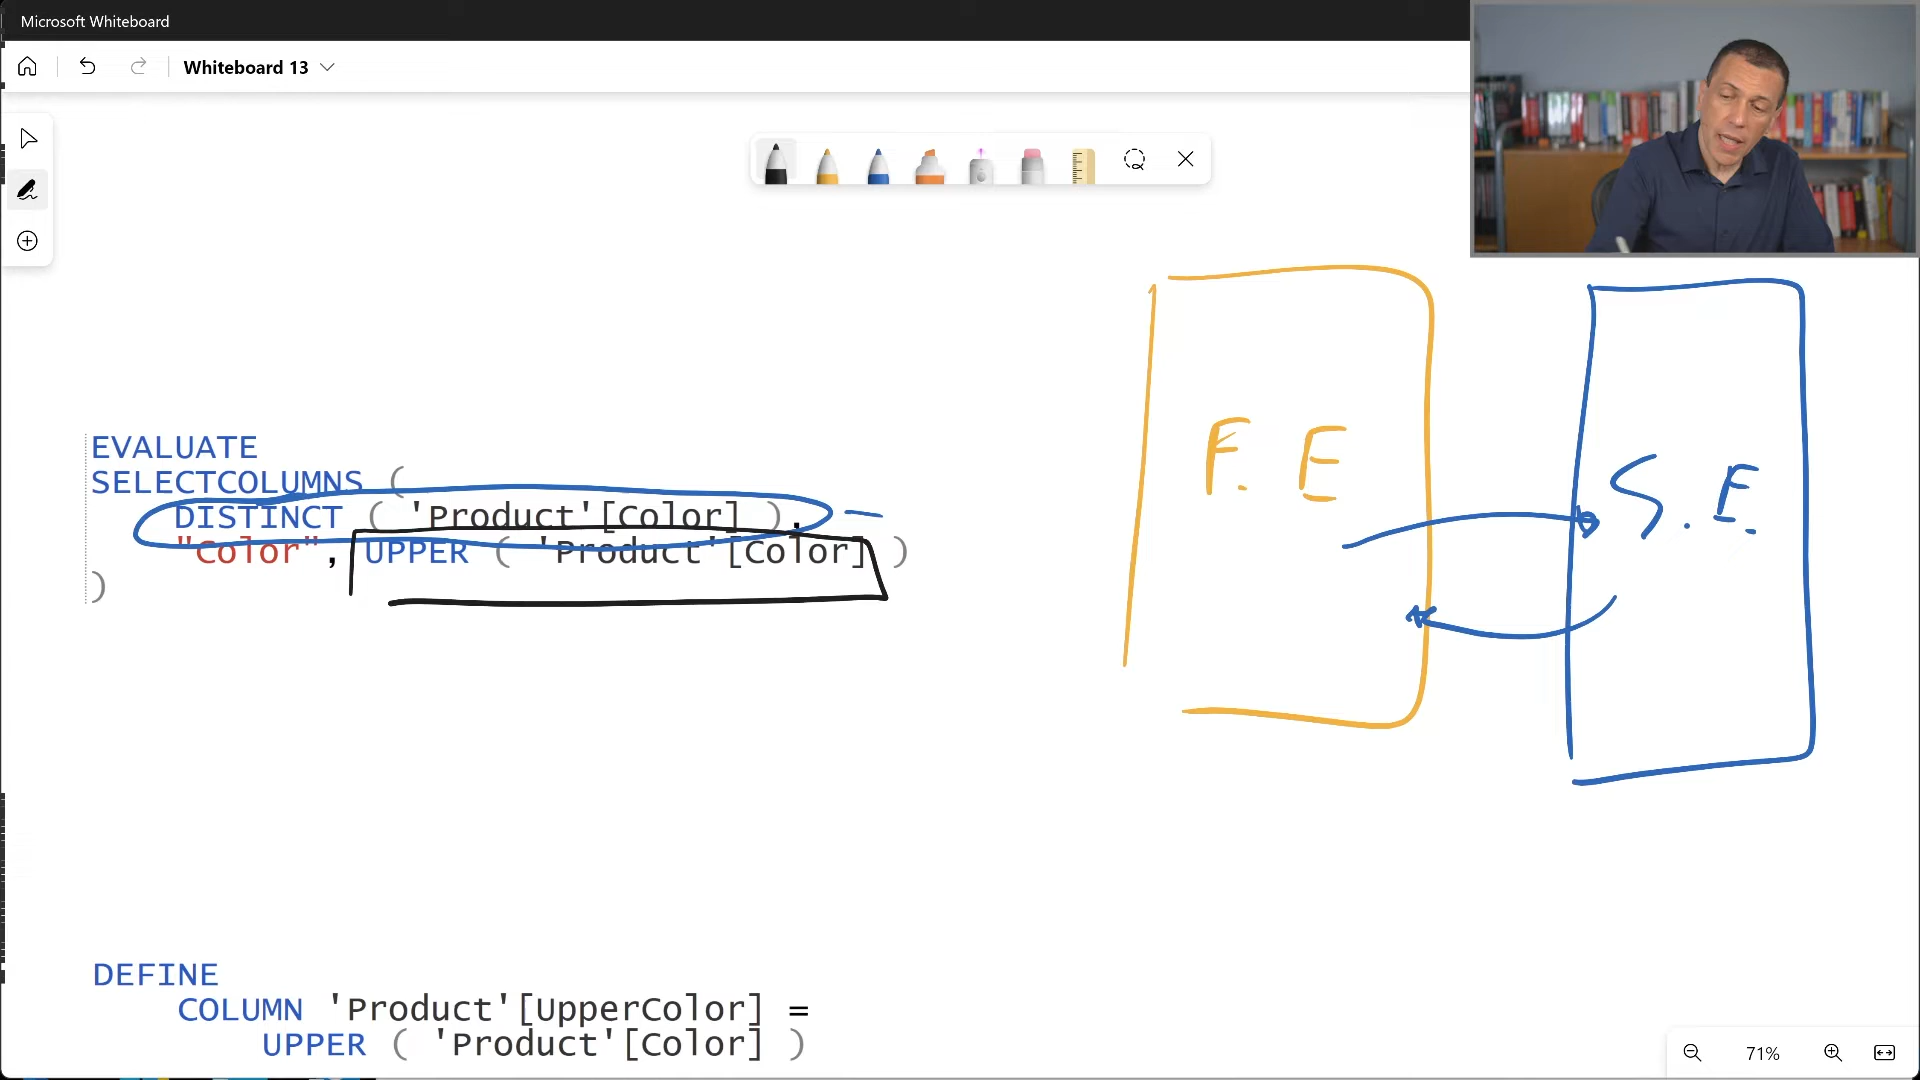 Microsoft Whiteboard
Whiteboard 13
EVALUATE
SELECTCOLUMNS (
DISTINCT ( 'Product'[Color] ),
"Color", UPPER ( 'Product'[Color] )
)
F. E
S. E.
DEFINE
COLUMN 'Product'[UpperColor] =
UPPER ( 'Product'[Color] )
71%